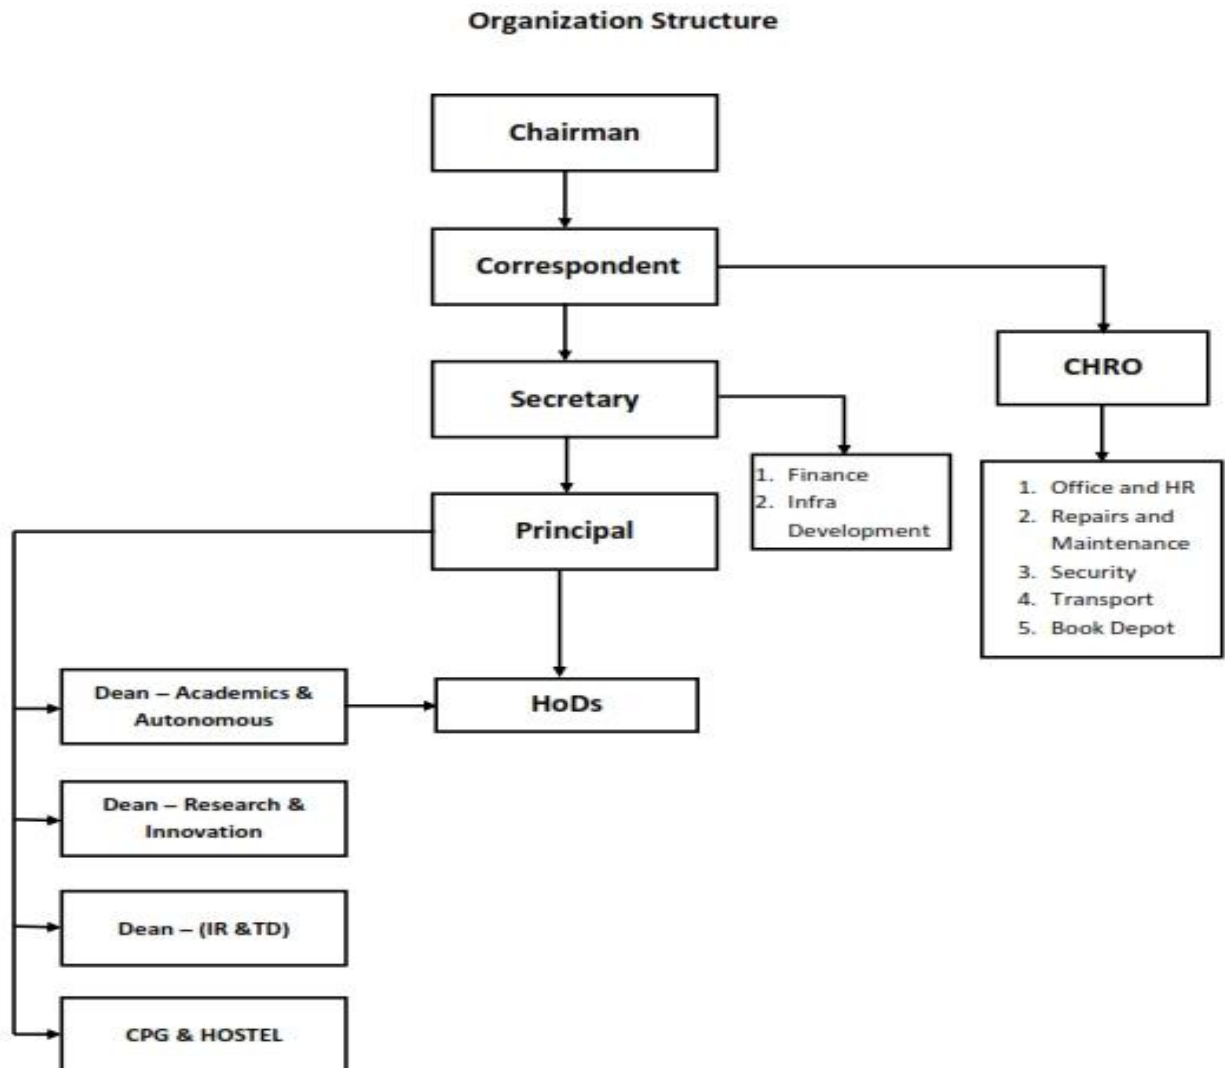 Organization Structure
Chairman
Correspondent
CHRO
Secretary
1. Finance
2. Infra
Development
1. Office and HR
2. Repairs and
Maintenance
3. Security
4. Transport
5. Book Depot
Principal
Dean – Academics &
Autonomous
HoDs
Dean – Research &
Innovation
Dean – (IR &TD)
CPG & HOSTEL